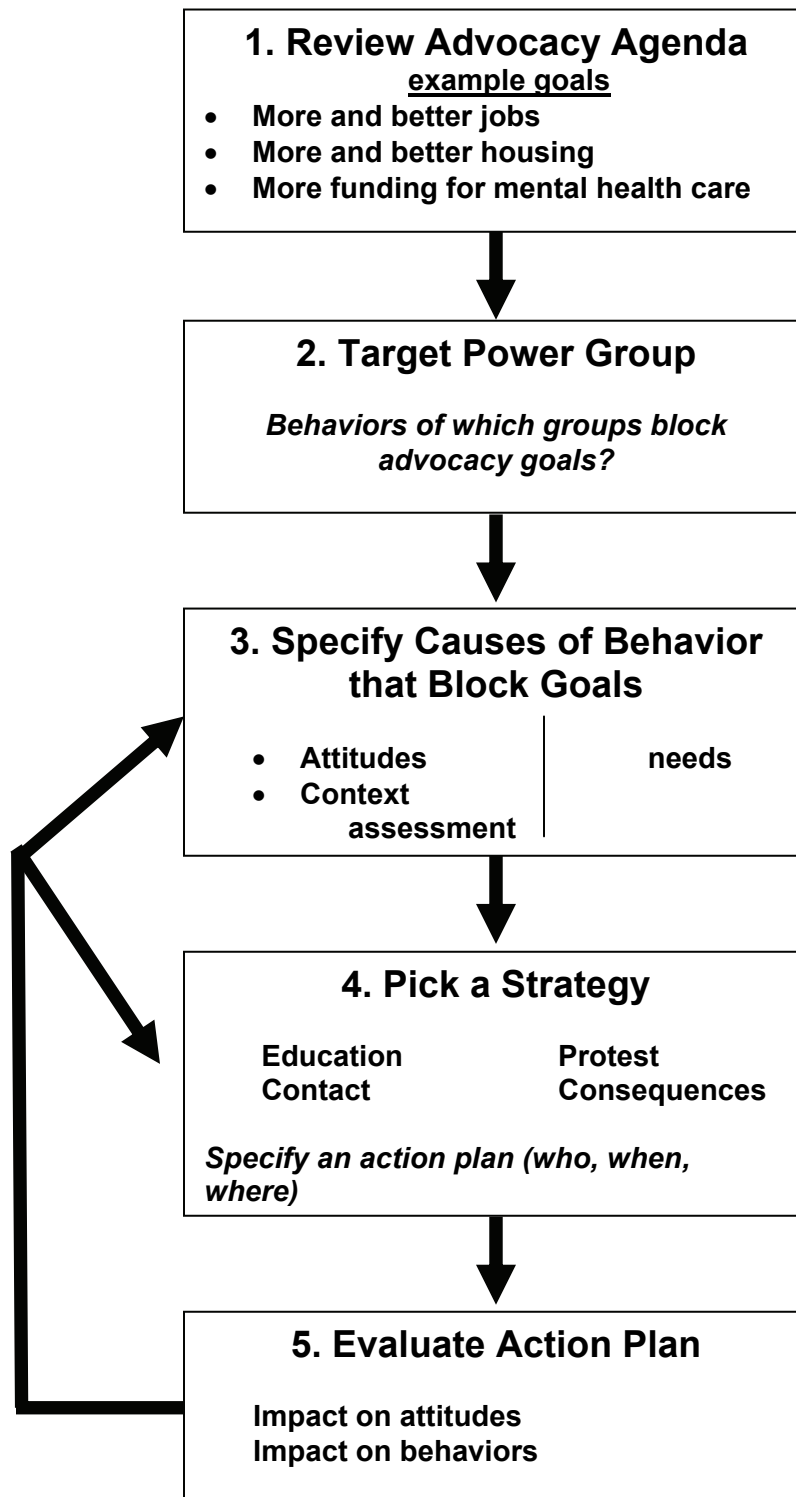 1. Review Advocacy Agenda
example goals
• More and better jobs
• More and better housing
• More funding for mental health care
2. Target Power Group
Behaviors of which groups block
advocacy goals?
3. Specify Causes of Behavior
that Block Goals
• Attitudes needs
• Context
assessment
4. Pick a Strategy
Education Protest
Contact Consequences
Specify an action plan (who, when,
where)
5. Evaluate Action Plan
Impact on attitudes
Impact on behaviors